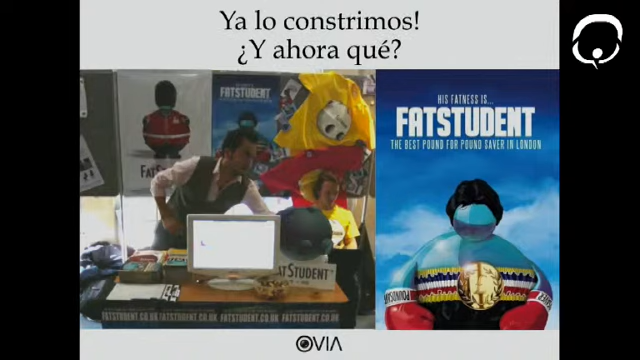 Ya lo constrimos!
¿Y ahora qué?
FATSTUDENT
HIS FATNESS IS...
FATSTUDENT
THE BEST POUND FOR POUND SAVER IN LONDON
FATSTUDENT
FATSTUDENT.CO.UK FATSTUDENT.CO.UK FATSTUDENT.CO.UK FATSTUDENT.CO.UK
OVIA